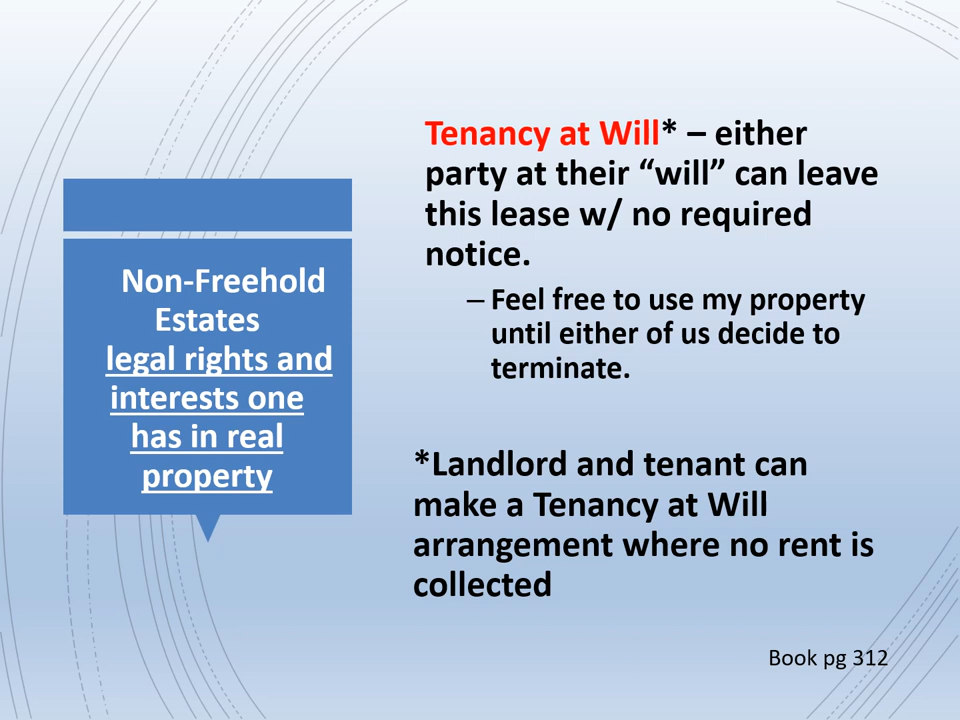 Non-Freehold
Estates
legal rights and
interests one
has in real
property
Tenancy at Will* – either
party at their “will” can leave
this lease w/ no required
notice.
– Feel free to use my property
until either of us decide to
terminate.
*Landlord and tenant can
make a Tenancy at Will
arrangement where no rent is
collected
Book pg 312